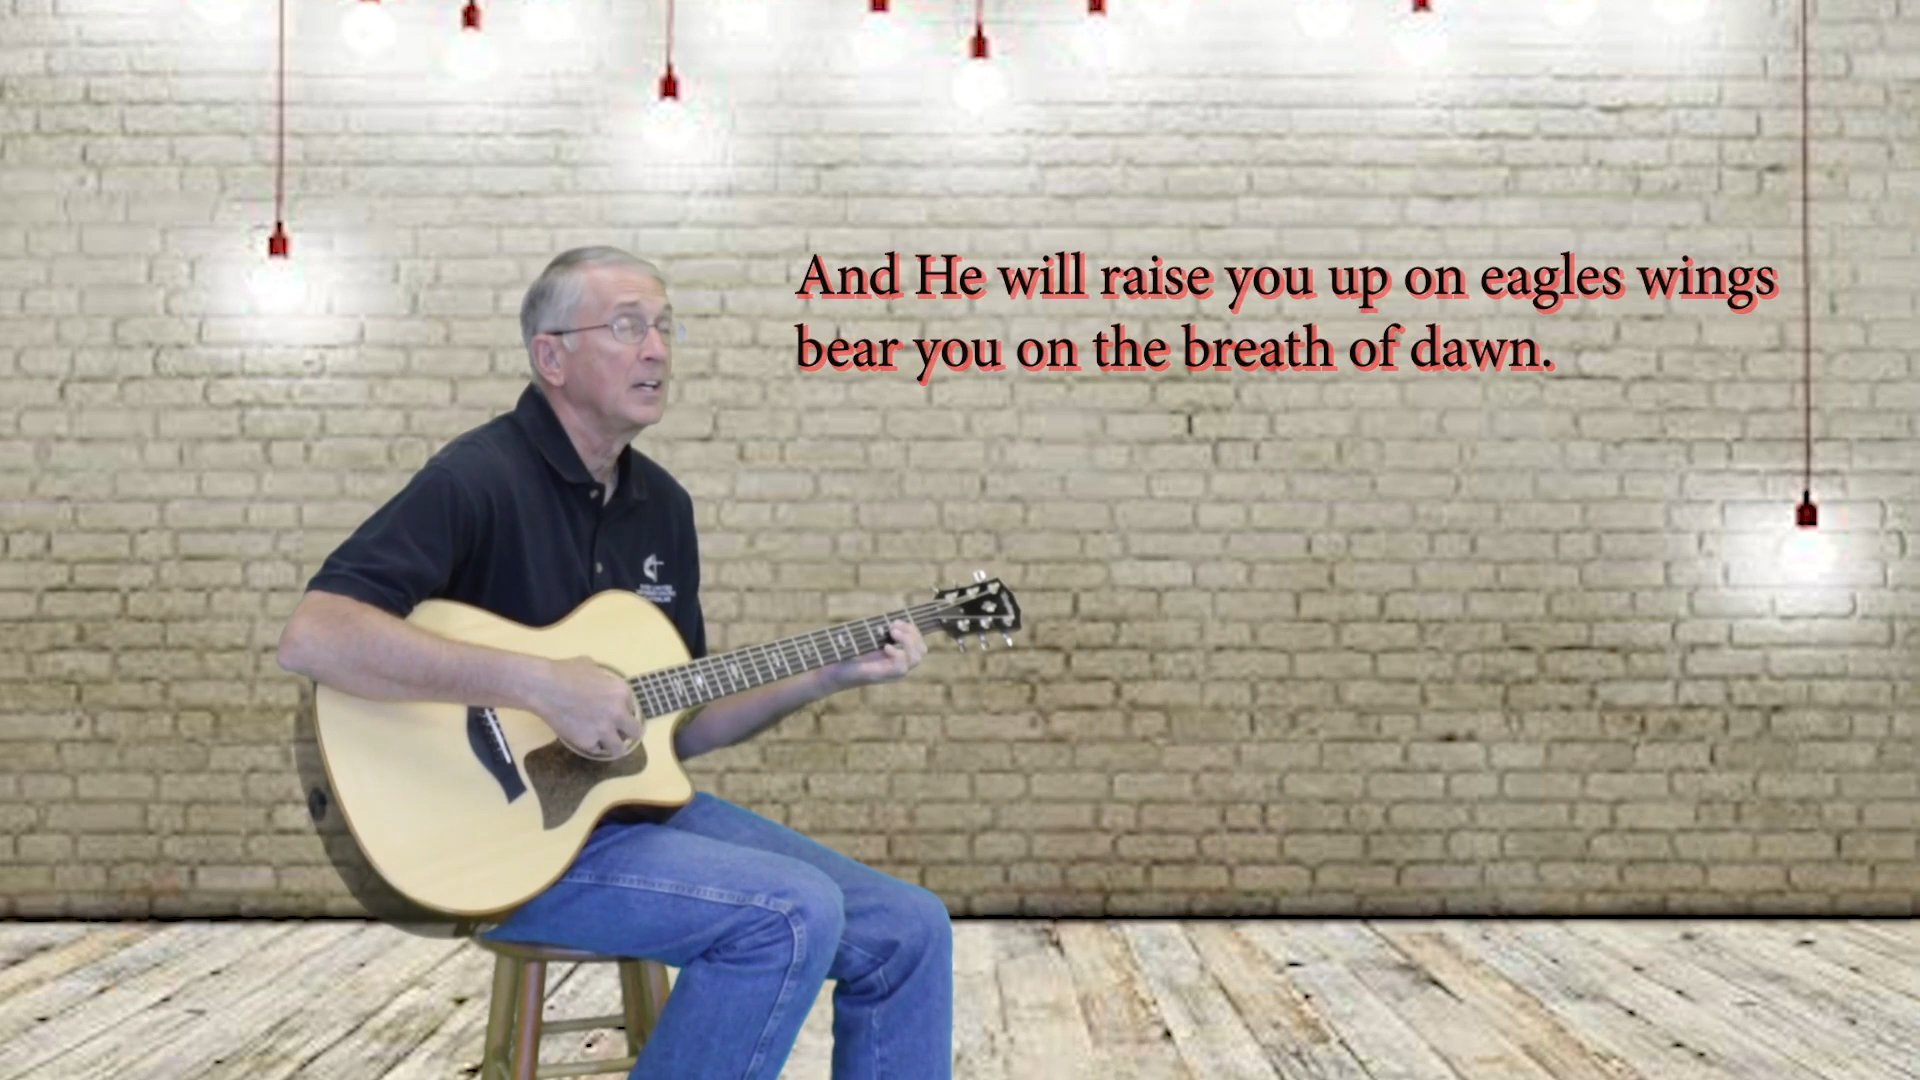 And He will raise you up on eagles wings
bear you on the breath of dawn.